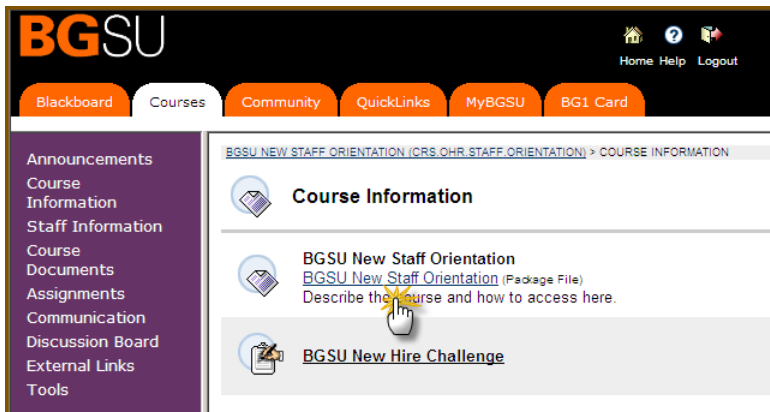 BGSU
Home Help Logout
Blackboard Courses Community QuickLinks MyBGSU BG1 Card
Announcements
Course
Information
Staff Information
Course
Documents
Assignments
Communication
Discussion Board
External Links
Tools
BGSU NEW STAFF ORIENTATION (CRS.OHR.STAFF.ORIENTATION) > COURSE INFORMATION
Course Information
BGSU New Staff Orientation
BGSU New Staff Orientation (Package File)
Describe the course and how to access here.
BGSU New Hire Challenge